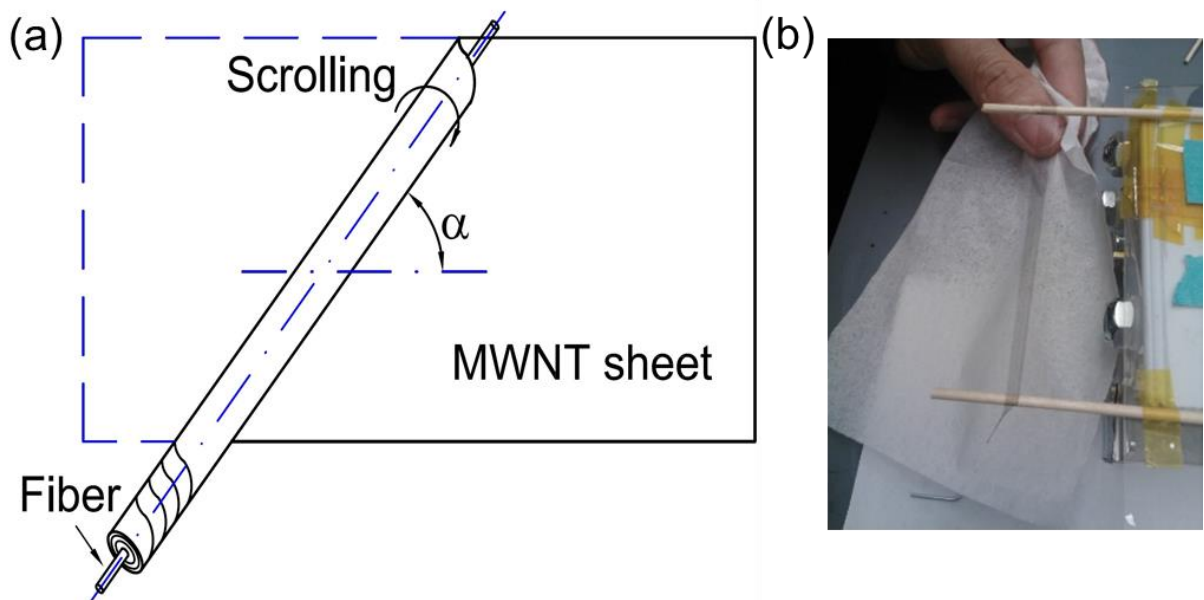 (a)
(b)
Scrolling
α
MWNT sheet
Fiber